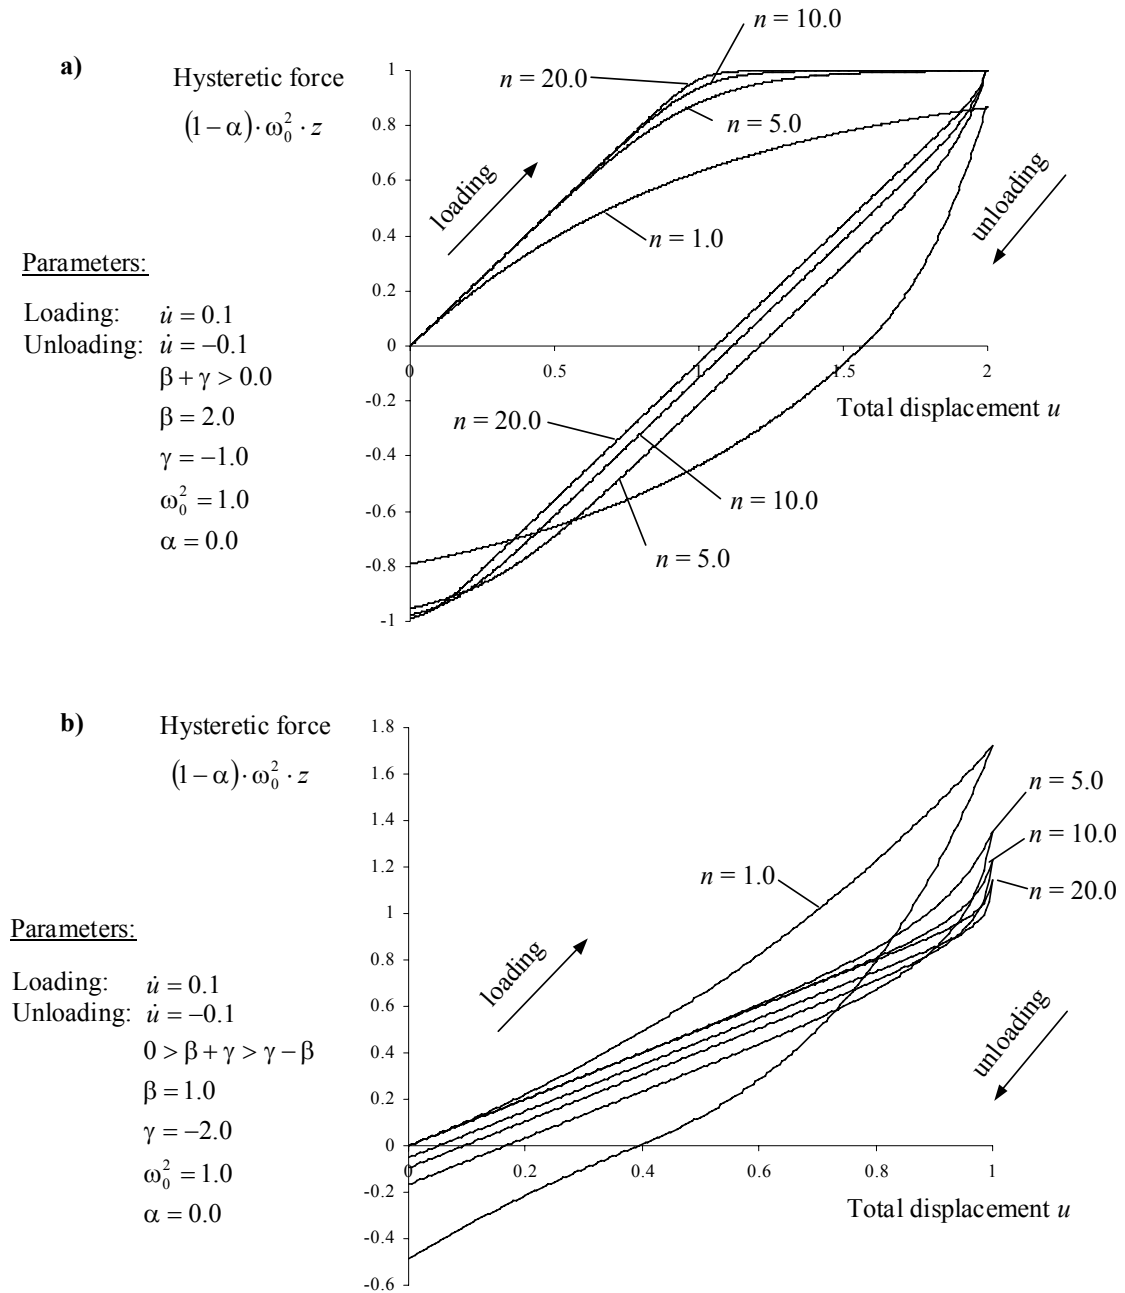 a)
Hysteretic force
(1 − α) · ω₀² · z
n = 10.0
n = 20.0
n = 5.0
n = 1.0
loading
unloading
1
0.8
0.6
0.4
0.2
0
-0.2
-0.4
-0.6
-0.8
-1
0
0.5
1
1.5
2
Total displacement u
n = 20.0
n = 10.0
n = 5.0
Parameters:
Loading: u̇ = 0.1
Unloading: u̇ = −0.1
β + γ > 0.0
β = 2.0
γ = −1.0
ω₀² = 1.0
α = 0.0
b)
Hysteretic force
(1 − α) · ω₀² · z
1.8
1.6
1.4
1.2
1
0.8
0.6
0.4
0.2
0
-0.2
-0.4
-0.6
n = 5.0
n = 10.0
n = 20.0
n = 1.0
loading
unloading
0
0.2
0.4
0.6
0.8
1
Total displacement u
Parameters:
Loading: u̇ = 0.1
Unloading: u̇ = −0.1
0 > β + γ > γ − β
β = 1.0
γ = −2.0
ω₀² = 1.0
α = 0.0